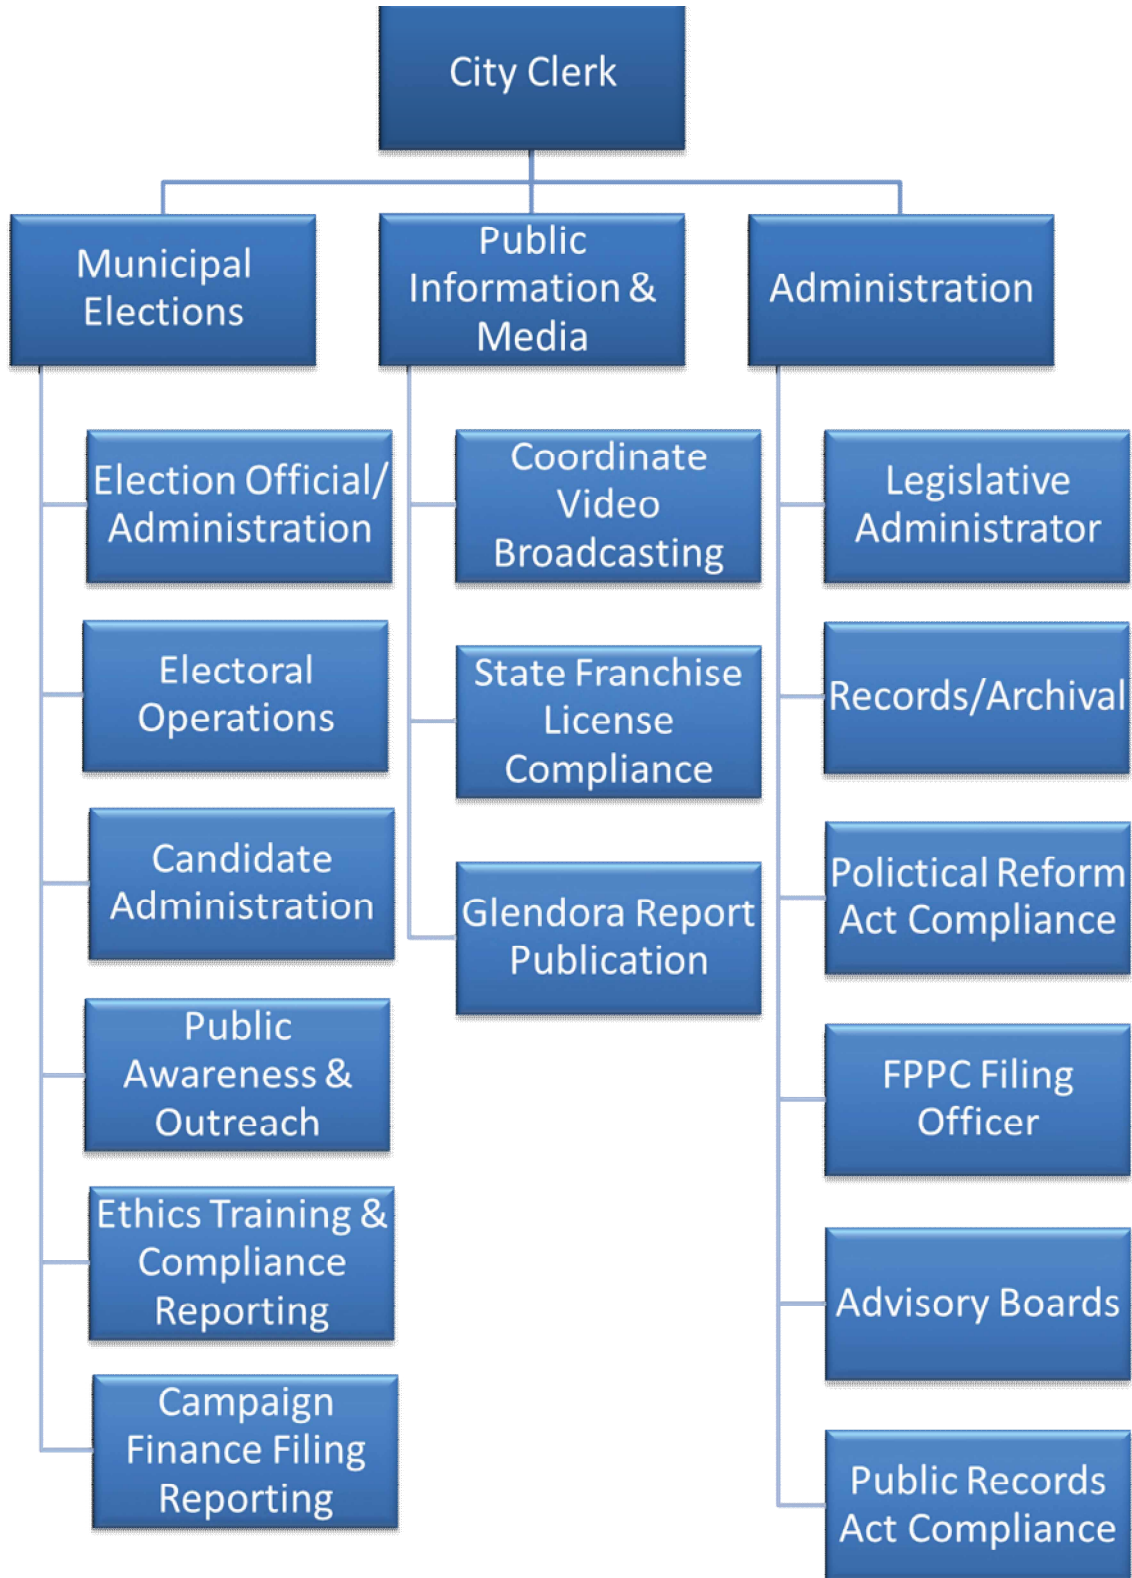 City Clerk
Municipal
Elections
Public
Information &
Media
Administration
Election Official/
Administration
Electoral
Operations
Candidate
Administration
Public
Awareness &
Outreach
Ethics Training &
Compliance
Reporting
Campaign
Finance Filing
Reporting
Coordinate
Video
Broadcasting
State Franchise
License
Compliance
Glendora Report
Publication
Legislative
Administrator
Records/Archival
Polictical Reform
Act Compliance
FPPC Filing
Officer
Advisory Boards
Public Records
Act Compliance